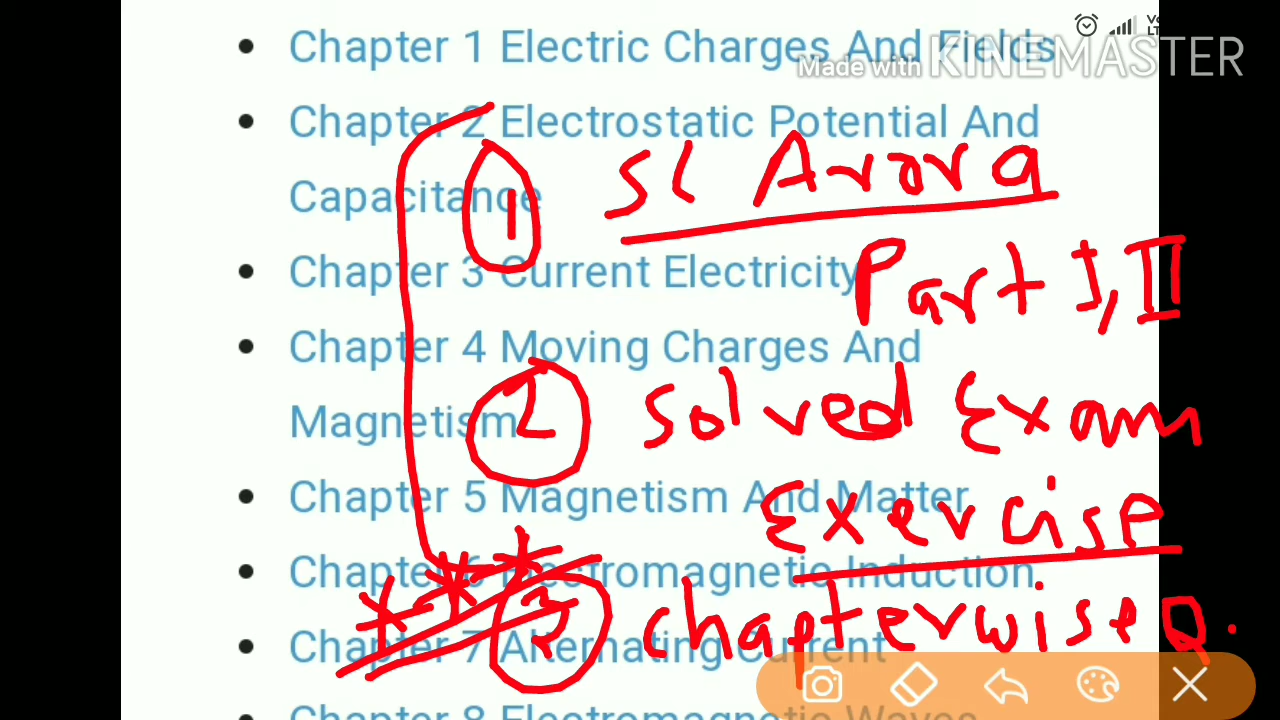 Vo
LTE
Made with KINEMASTER
Chapter 1 Electric Charges And Fields
Chapter 2 Electrostatic Potential And
Capacitance
1 SL Arora
Chapter 3 Current Electricity
Part I, II
Chapter 4 Moving Charges And
Magnetism
2 Solved Exam
Chapter 5 Magnetism And Matter
Exercise
Chapter 6 Electromagnetic Induction
3 chapterwise Q.
Chapter 7 Alternating Current
Chapter 8 Electromagnetic Waves